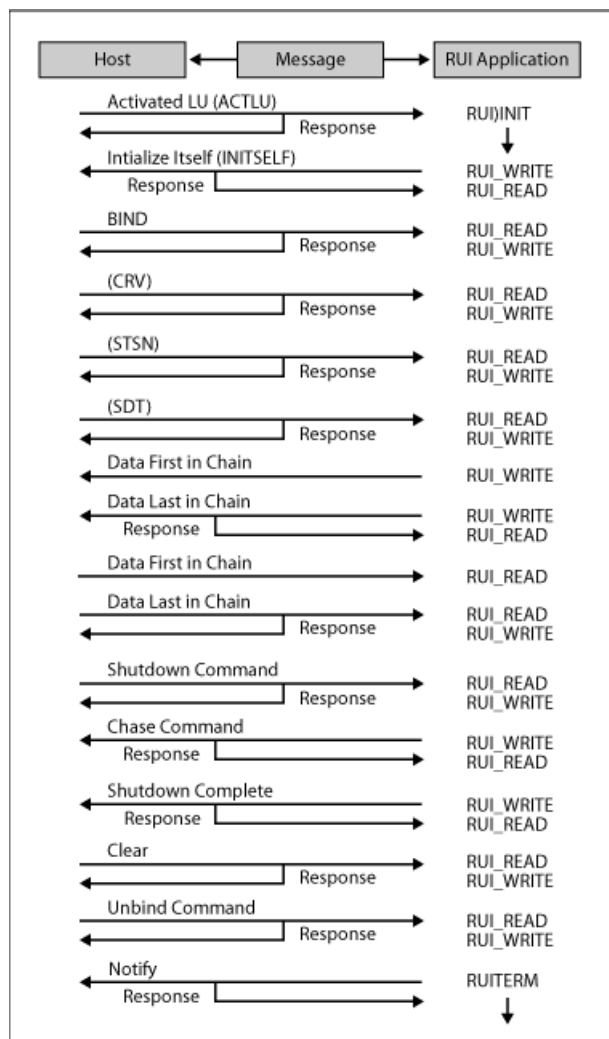 Host Message RUI Application
Activated LU (ACTLU)
Response RUI)INIT
Intialize Itself (INITSELF)
RUI_WRITE
Response RUI_READ
BIND
RUI_READ
Response RUI_WRITE
(CRV)
RUI_READ
Response RUI_WRITE
(STSN)
RUI_READ
Response RUI_WRITE
(SDT)
RUI_READ
Response RUI_WRITE
Data First in Chain
RUI_WRITE
Data Last in Chain
RUI_WRITE
Response RUI_READ
Data First in Chain
RUI_READ
Data Last in Chain
RUI_READ
Response RUI_WRITE
Shutdown Command
RUI_READ
Response RUI_WRITE
Chase Command
RUI_WRITE
Response RUI_READ
Shutdown Complete
RUI_WRITE
Response RUI_READ
Clear
RUI_READ
Response RUI_WRITE
Unbind Command
RUI_READ
Response RUI_WRITE
Notify
RUITERM
Response